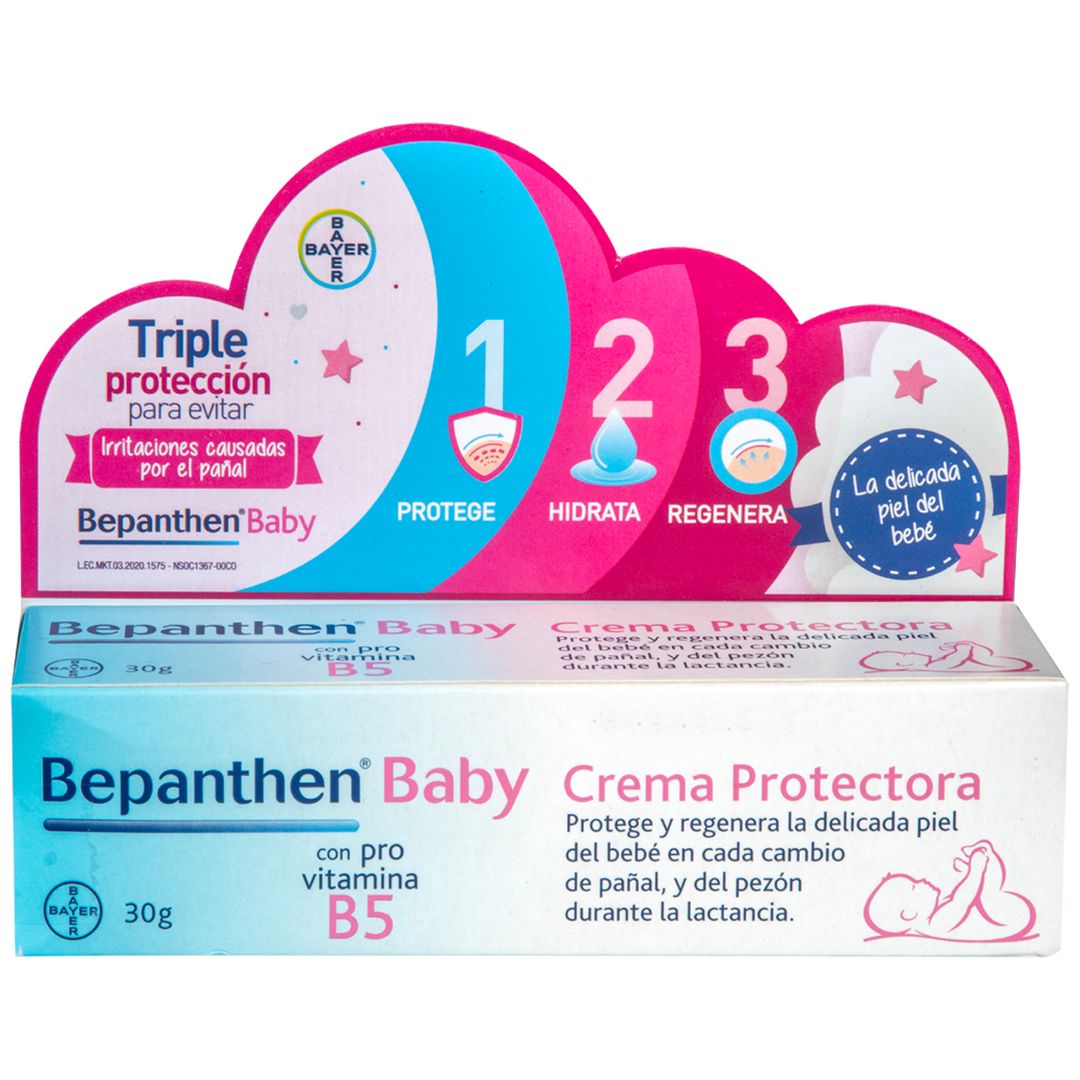 BAYER
BAYER
Triple
protección
para evitar
Irritaciones causadas
por el pañal
Bepanthen® Baby
L.EC.MKT.03.2020.1575 - NSOC1367-00CO
1
PROTEGE
2
HIDRATA
3
REGENERA
La delicada
piel del
bebé
Bepanthen® Baby
BAYER
30g
con pro
vitamina
B5
Crema Protectora
Protege y regenera la delicada piel
del bebé en cada cambio
de pañal, y del pezón
durante la lactancia.
Bepanthen® Baby
BAYER
BAYER
30g
con pro
vitamina
B5
Crema Protectora
Protege y regenera la delicada piel
del bebé en cada cambio
de pañal, y del pezón
durante la lactancia.